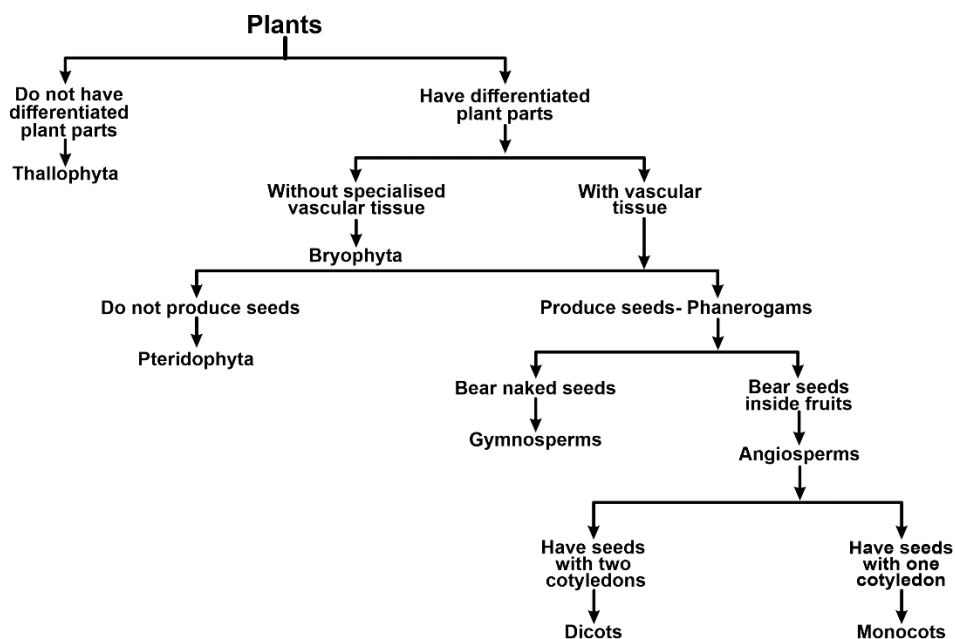 Plants
Do not have
differentiated
plant parts
Have differentiated
plant parts
Thallophyta
Without specialised
vascular tissue
With vascular
tissue
Bryophyta
Do not produce seeds
Produce seeds- Phanerogams
Pteridophyta
Bear naked seeds
Bear seeds
inside fruits
Gymnosperms
Angiosperms
Have seeds
with two
cotyledons
Have seeds
with one
cotyledon
Dicots
Monocots